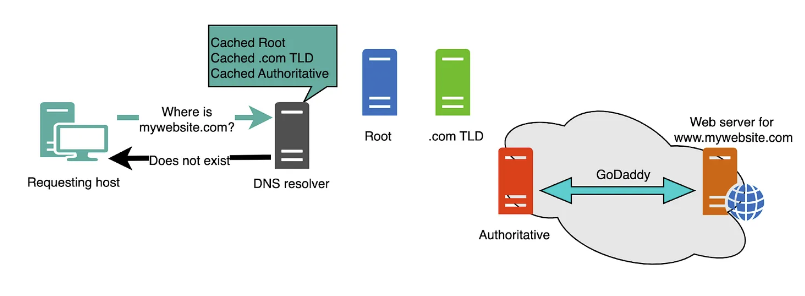 Cached Root
Cached .com TLD
Cached Authoritative
Where is
mywebsite.com?
Does not exist
Requesting host
DNS resolver
Root
.com TLD
Web server for
www.mywebsite.com
GoDaddy
Authoritative